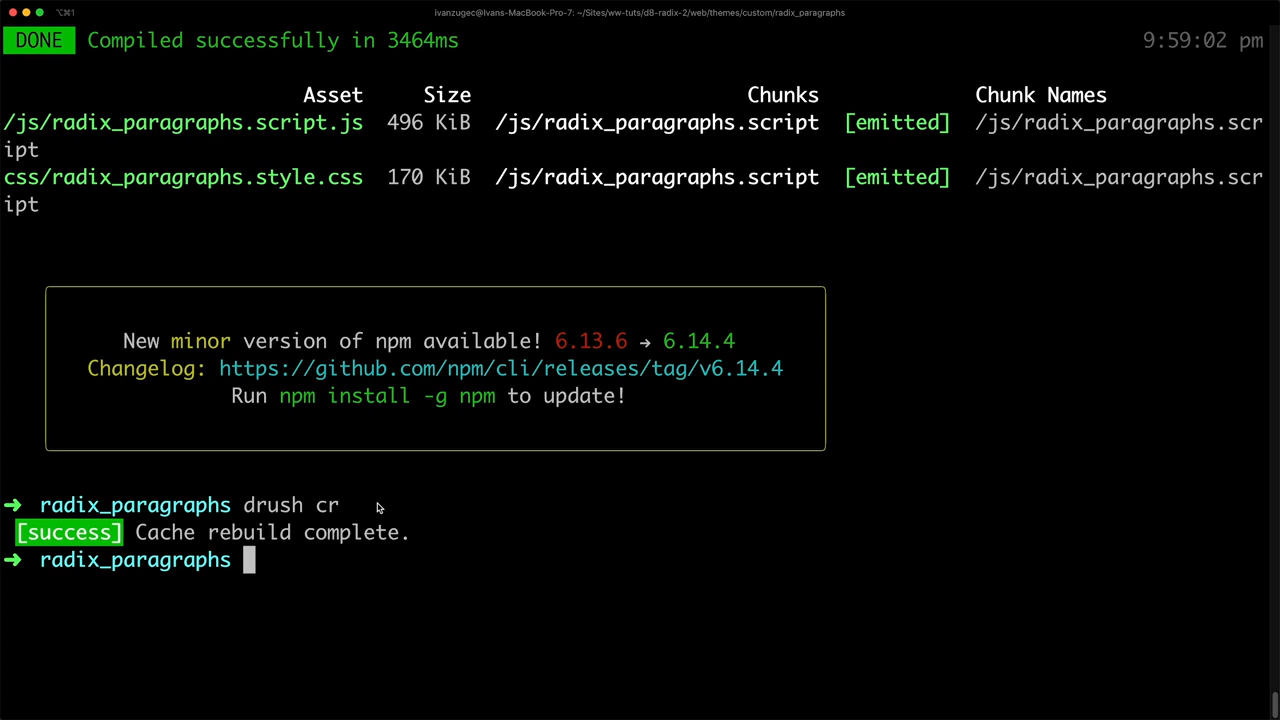 ⌥⌘1 ivanzugec@Ivans-MacBook-Pro-7: ~/Sites/ww-tuts/d8-radix-2/web/themes/custom/radix_paragraphs
DONE Compiled successfully in 3464ms 9:59:02 pm
Asset Size Chunks Chunk Names
/js/radix_paragraphs.script.js 496 KiB /js/radix_paragraphs.script [emitted] /js/radix_paragraphs.scr
ipt
css/radix_paragraphs.style.css 170 KiB /js/radix_paragraphs.script [emitted] /js/radix_paragraphs.scr
ipt
New minor version of npm available! 6.13.6 → 6.14.4
Changelog: https://github.com/npm/cli/releases/tag/v6.14.4
Run npm install -g npm to update!
➜ radix_paragraphs drush cr
[success] Cache rebuild complete.
➜ radix_paragraphs